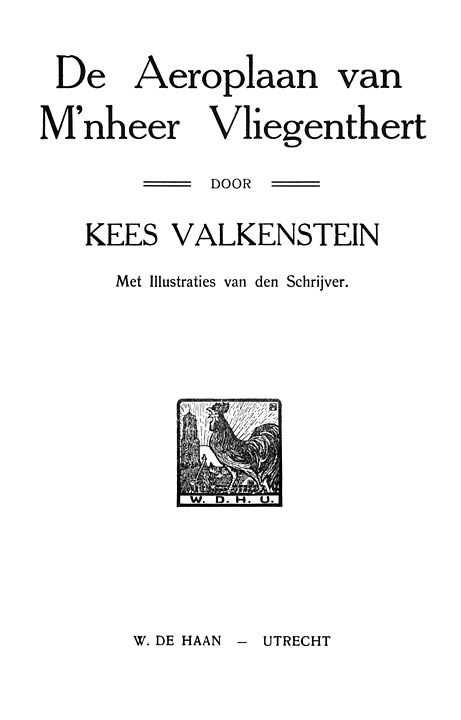 De Aeroplaan van
M'nheer Vliegenthert
DOOR
KEES VALKENSTEIN
Met Illustraties van den Schrijver.
W. D. H. U.
W. DE HAAN — UTRECHT